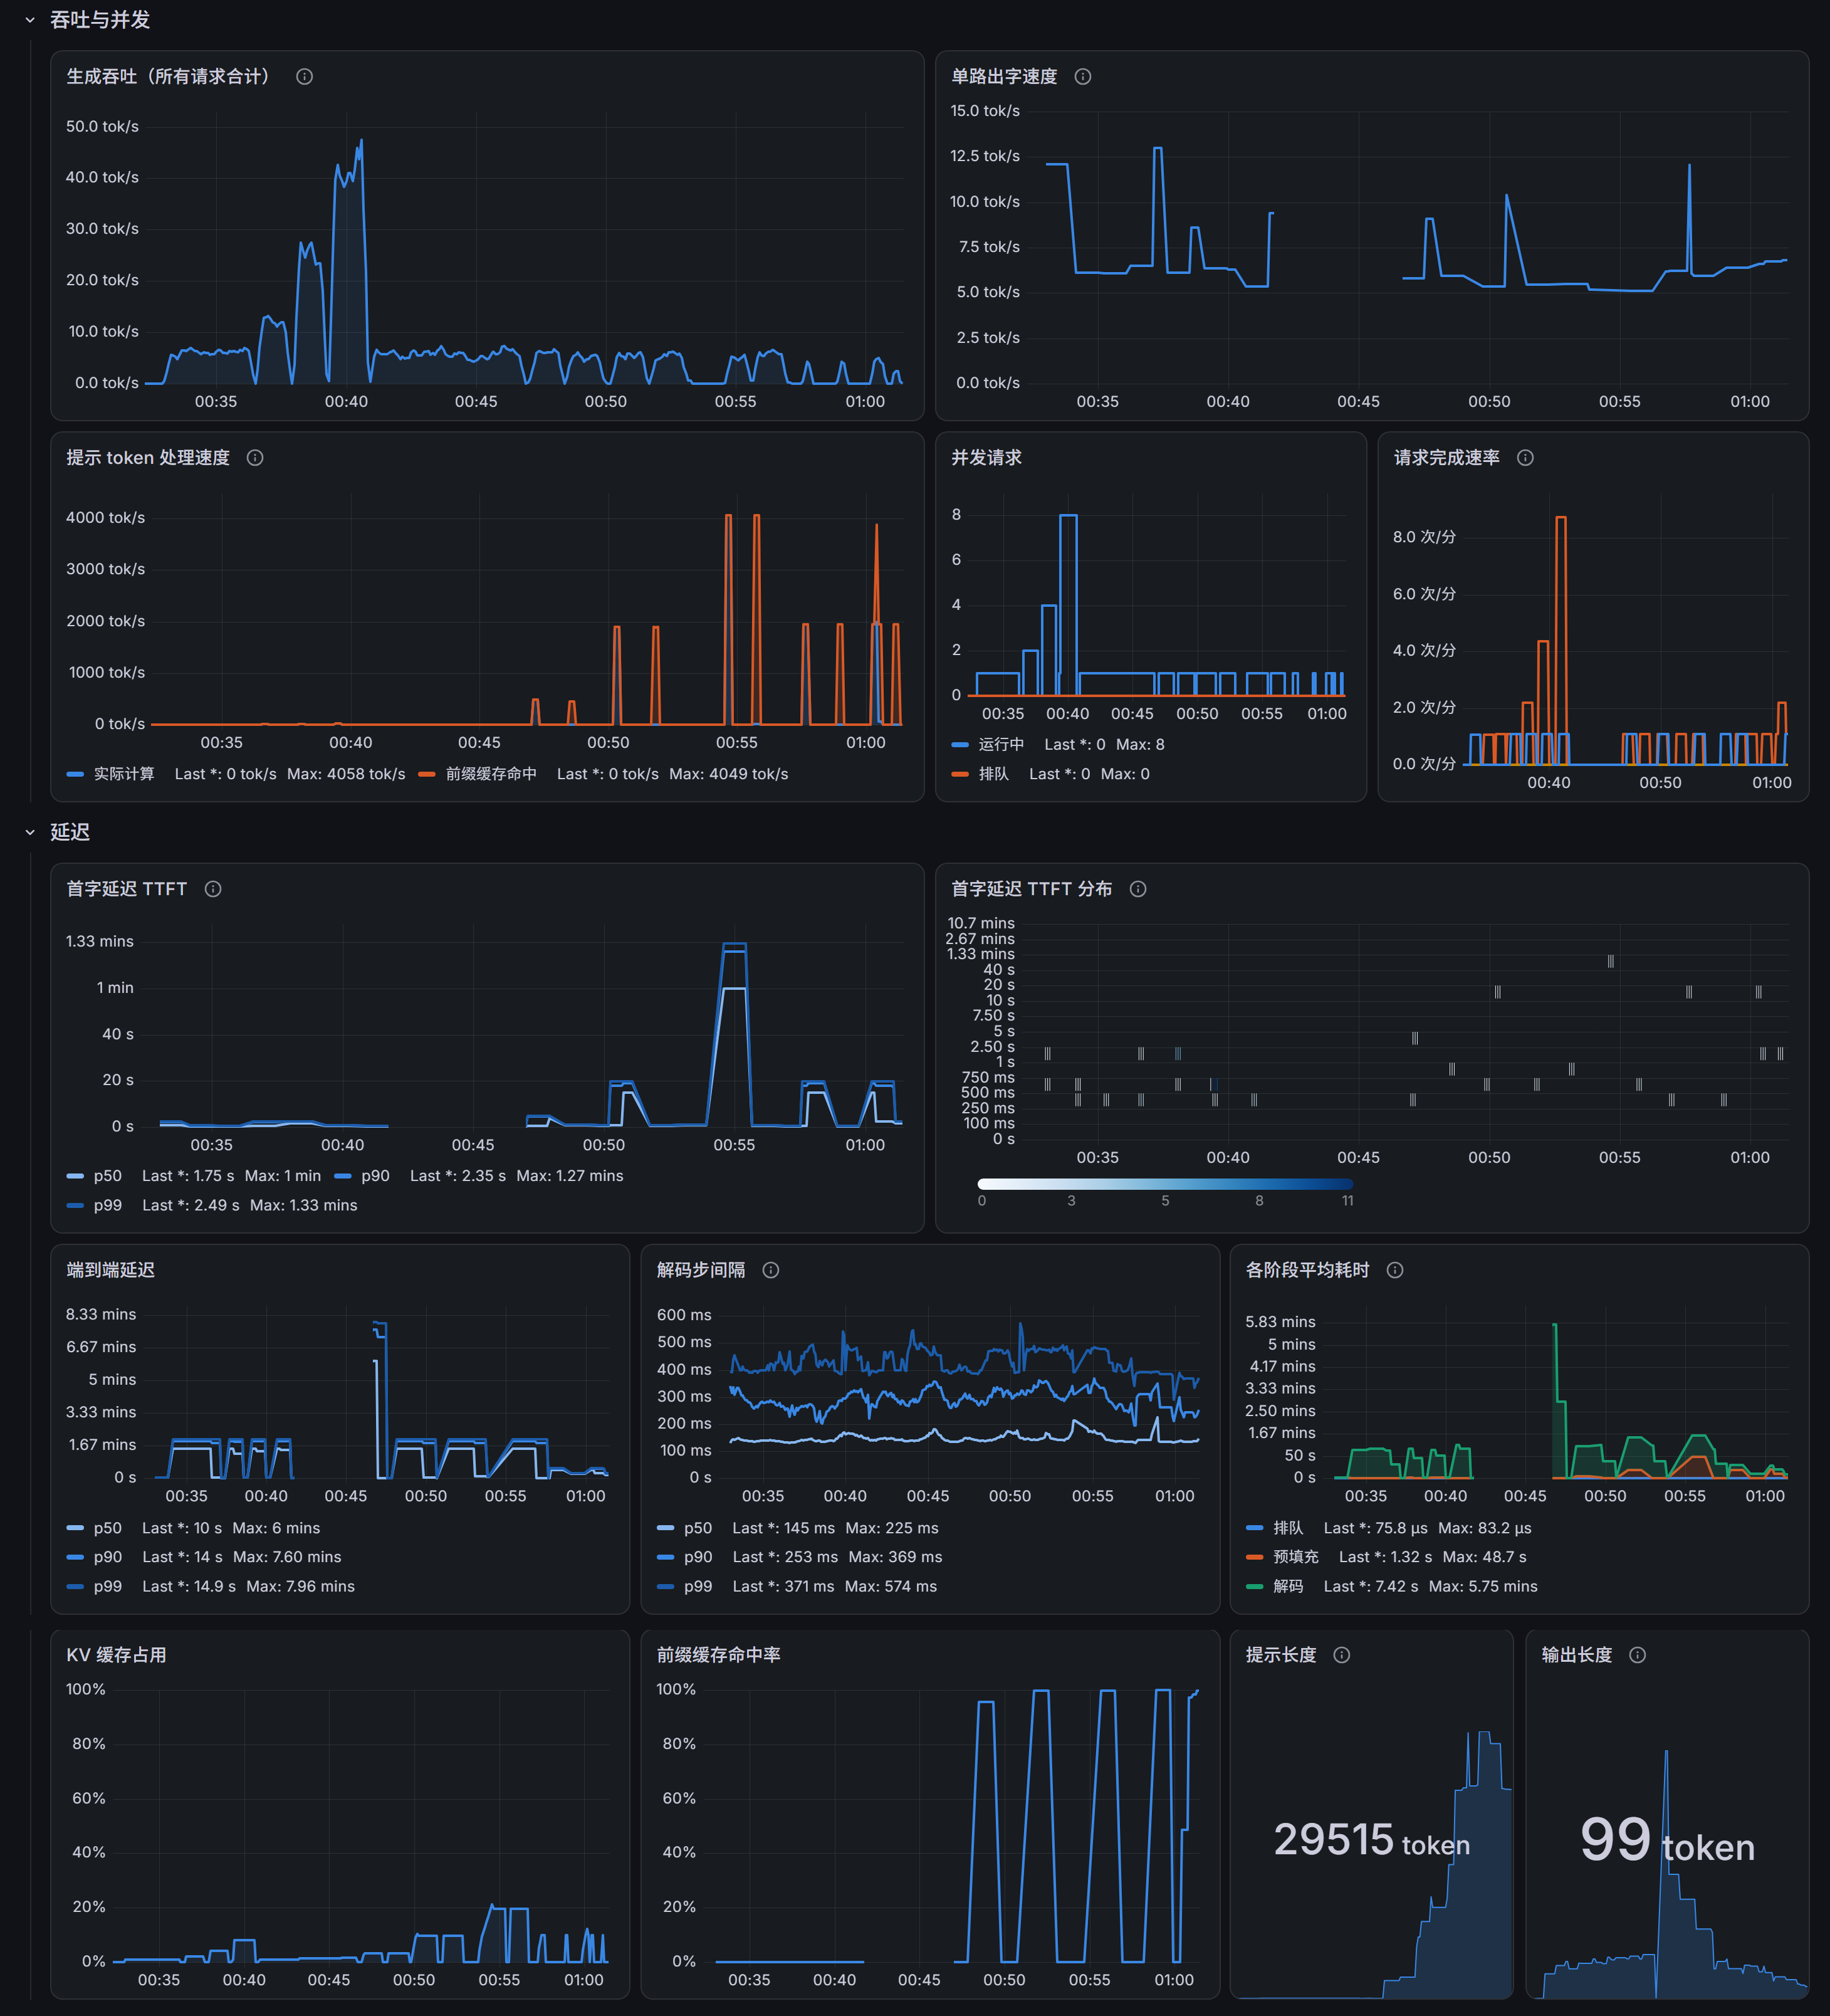 吞吐与并发
生成吞吐（所有请求合计）
50.0 tok/s
40.0 tok/s
30.0 tok/s
20.0 tok/s
10.0 tok/s
0.0 tok/s
00:35 00:40 00:45 00:50 00:55 01:00
单路出字速度
15.0 tok/s
12.5 tok/s
10.0 tok/s
7.5 tok/s
5.0 tok/s
2.5 tok/s
0.0 tok/s
00:35 00:40 00:45 00:50 00:55 01:00
提示 token 处理速度
4000 tok/s
3000 tok/s
2000 tok/s
1000 tok/s
0 tok/s
00:35 00:40 00:45 00:50 00:55 01:00
实际计算 Last *: 0 tok/s Max: 4058 tok/s 前缀缓存命中 Last *: 0 tok/s Max: 4049 tok/s
并发请求
8
6
4
2
0
00:35 00:40 00:45 00:50 00:55 01:00
运行中 Last *: 0 Max: 8
排队 Last *: 0 Max: 0
请求完成速率
8.0 次/分
6.0 次/分
4.0 次/分
2.0 次/分
0.0 次/分
00:40 00:50 01:00
延迟
首字延迟 TTFT
1.33 mins
1 min
40 s
20 s
0 s
00:35 00:40 00:45 00:50 00:55 01:00
p50 Last *: 1.75 s Max: 1 min p90 Last *: 2.35 s Max: 1.27 mins
p99 Last *: 2.49 s Max: 1.33 mins
首字延迟 TTFT 分布
10.7 mins
2.67 mins
1.33 mins
40 s
20 s
10 s
7.50 s
5 s
2.50 s
1 s
750 ms
500 ms
250 ms
100 ms
0 s
00:35 00:40 00:45 00:50 00:55 01:00
0 3 5 8 11
端到端延迟
8.33 mins
6.67 mins
5 mins
3.33 mins
1.67 mins
0 s
00:35 00:40 00:45 00:50 00:55 01:00
p50 Last *: 10 s Max: 6 mins
p90 Last *: 14 s Max: 7.60 mins
p99 Last *: 14.9 s Max: 7.96 mins
解码步间隔
600 ms
500 ms
400 ms
300 ms
200 ms
100 ms
0 s
00:35 00:40 00:45 00:50 00:55 01:00
p50 Last *: 145 ms Max: 225 ms
p90 Last *: 253 ms Max: 369 ms
p99 Last *: 371 ms Max: 574 ms
各阶段平均耗时
5.83 mins
5 mins
4.17 mins
3.33 mins
2.50 mins
1.67 mins
50 s
0 s
00:35 00:40 00:45 00:50 00:55 01:00
排队 Last *: 75.8 µs Max: 83.2 µs
预填充 Last *: 1.32 s Max: 48.7 s
解码 Last *: 7.42 s Max: 5.75 mins
KV 缓存占用
100%
80%
60%
40%
20%
0%
00:35 00:40 00:45 00:50 00:55 01:00
前缀缓存命中率
100%
80%
60%
40%
20%
0%
00:35 00:40 00:45 00:50 00:55 01:00
提示长度
29515 token
输出长度
99 token